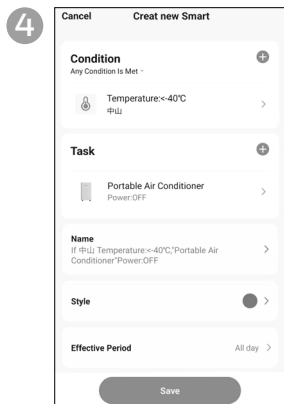 4
Cancel Creat new Smart
Condition
Any Condition Is Met
Temperature:<-40℃
中山
Task
Portable Air Conditioner
Power:OFF
Name
If 中山 Temperature:<-40℃,"Portable Air
Conditioner"Power:OFF
Style
Effective Period All day
Save